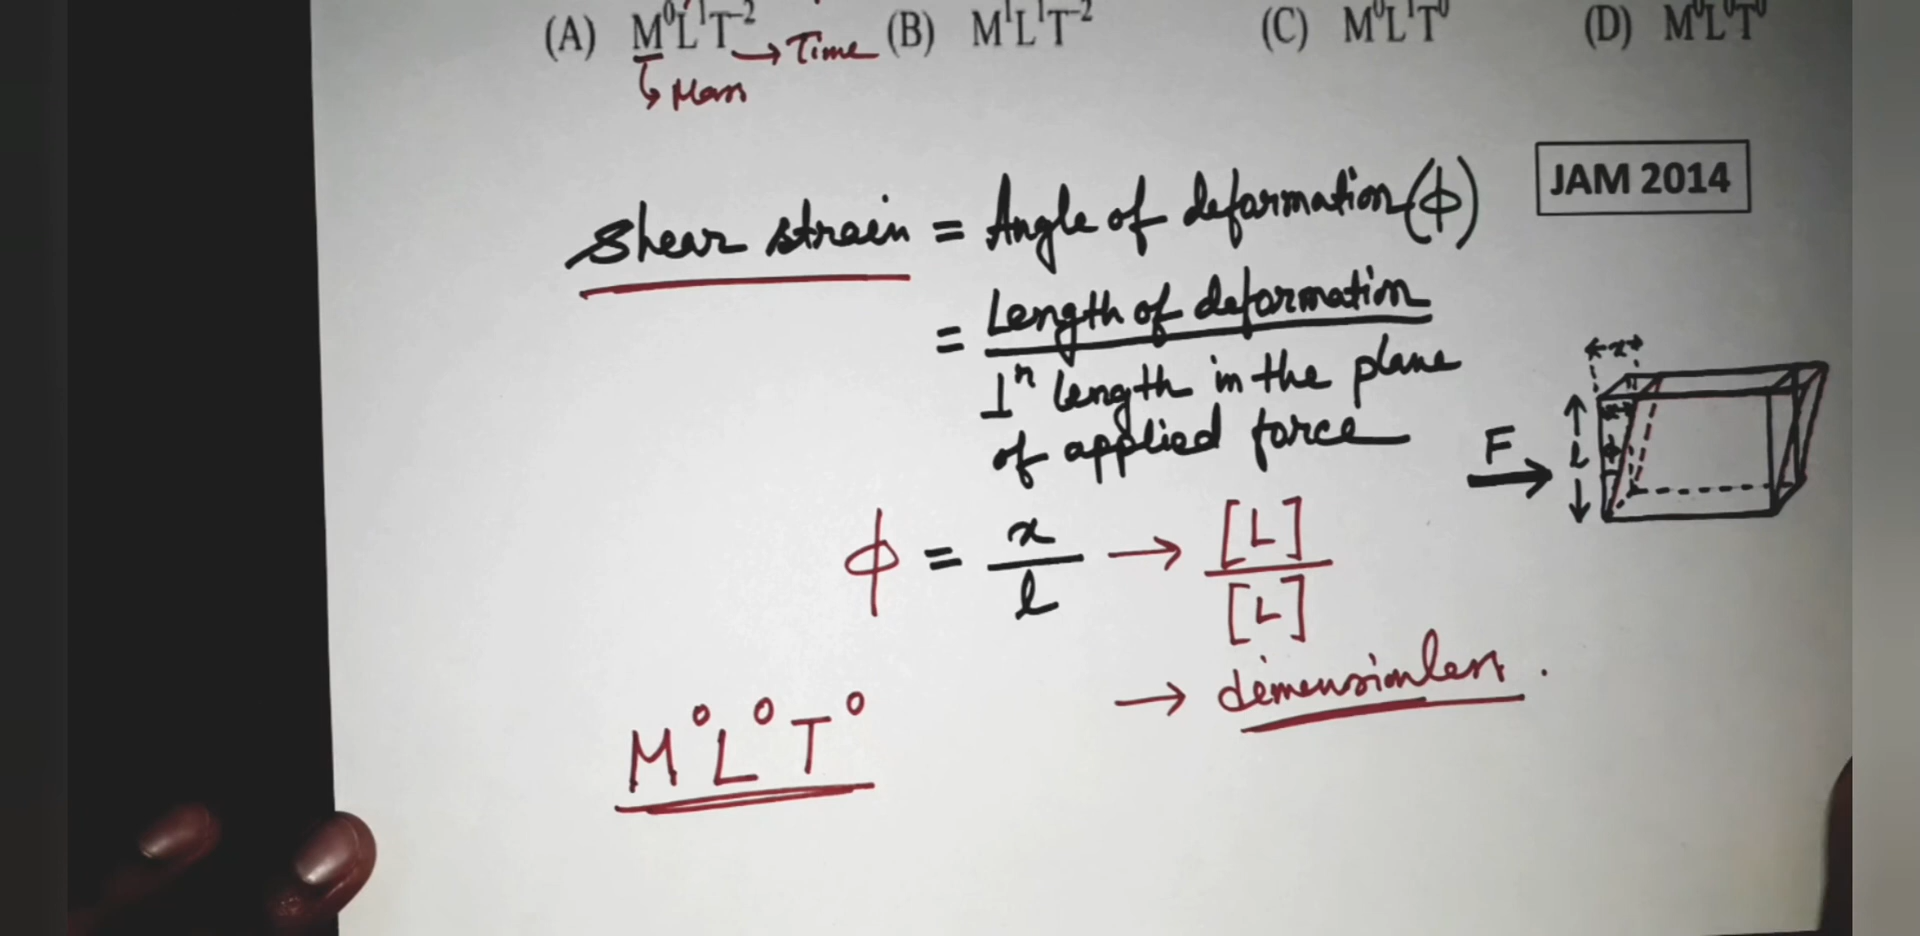 (A) M⁰L¹T⁻² (B) M¹L¹T⁻² (C) M⁰L¹T⁰ (D) M⁰L⁰T⁰
→ Time
↳ Mass
JAM 2014
Shear strain = Angle of deformation (ϕ)
= Length of deformation
⊥ʳ length in the plane
of applied force
x
l
F
ϕ = x/l → [L]/[L]
→ dimensionless.
M⁰L⁰T⁰